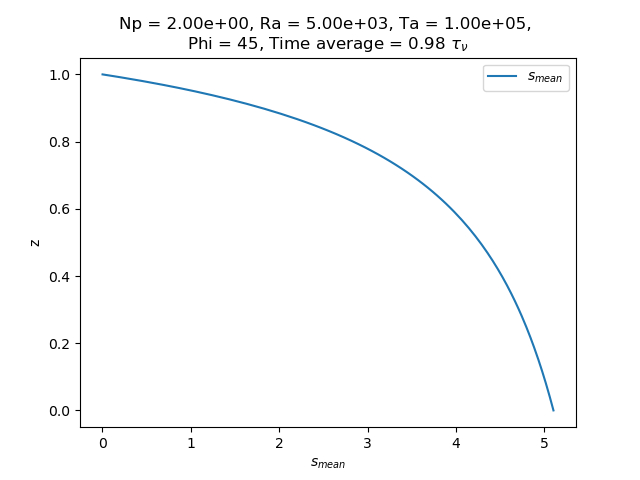 Np = 2.00e+00, Ra = 5.00e+03, Ta = 1.00e+05,
Phi = 45, Time average = 0.98 τ_ν
s_mean
1.0
0.8
0.6
0.4
0.2
0.0
z
0 1 2 3 4 5
s_mean